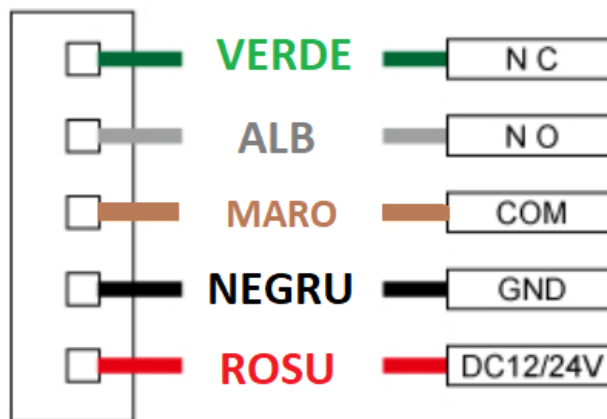 VERDE N C
ALB N O
MARO COM
NEGRU GND
ROSU DC12/24V